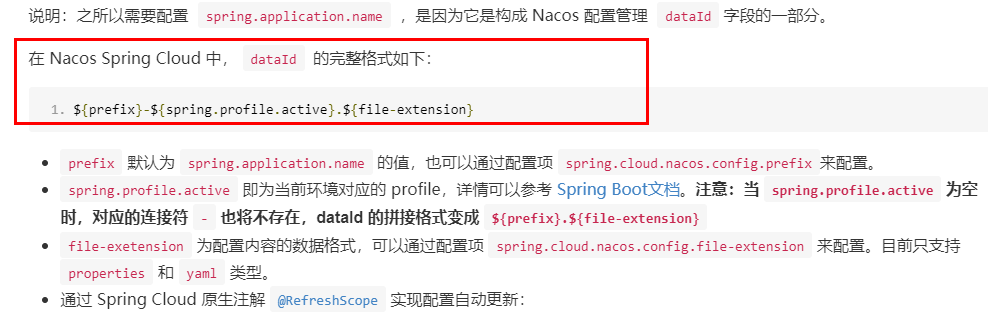 说明：之所以需要配置 spring.application.name ，是因为它是构成 Nacos 配置管理 dataId 字段的一部分。
在 Nacos Spring Cloud 中， dataId 的完整格式如下：
1. ${prefix}-${spring.profile.active}.${file-extension}
• prefix 默认为 spring.application.name 的值，也可以通过配置项 spring.cloud.nacos.config.prefix来配置。
• spring.profile.active 即为当前环境对应的 profile，详情可以参考 Spring Boot文档。注意：当 spring.profile.active 为空
时，对应的连接符 - 也将不存在，dataId 的拼接格式变成 ${prefix}.${file-extension}
• file-exetension 为配置内容的数据格式，可以通过配置项 spring.cloud.nacos.config.file-extension 来配置。目前只支持
properties 和 yaml 类型。
• 通过 Spring Cloud 原生注解 @RefreshScope 实现配置自动更新：